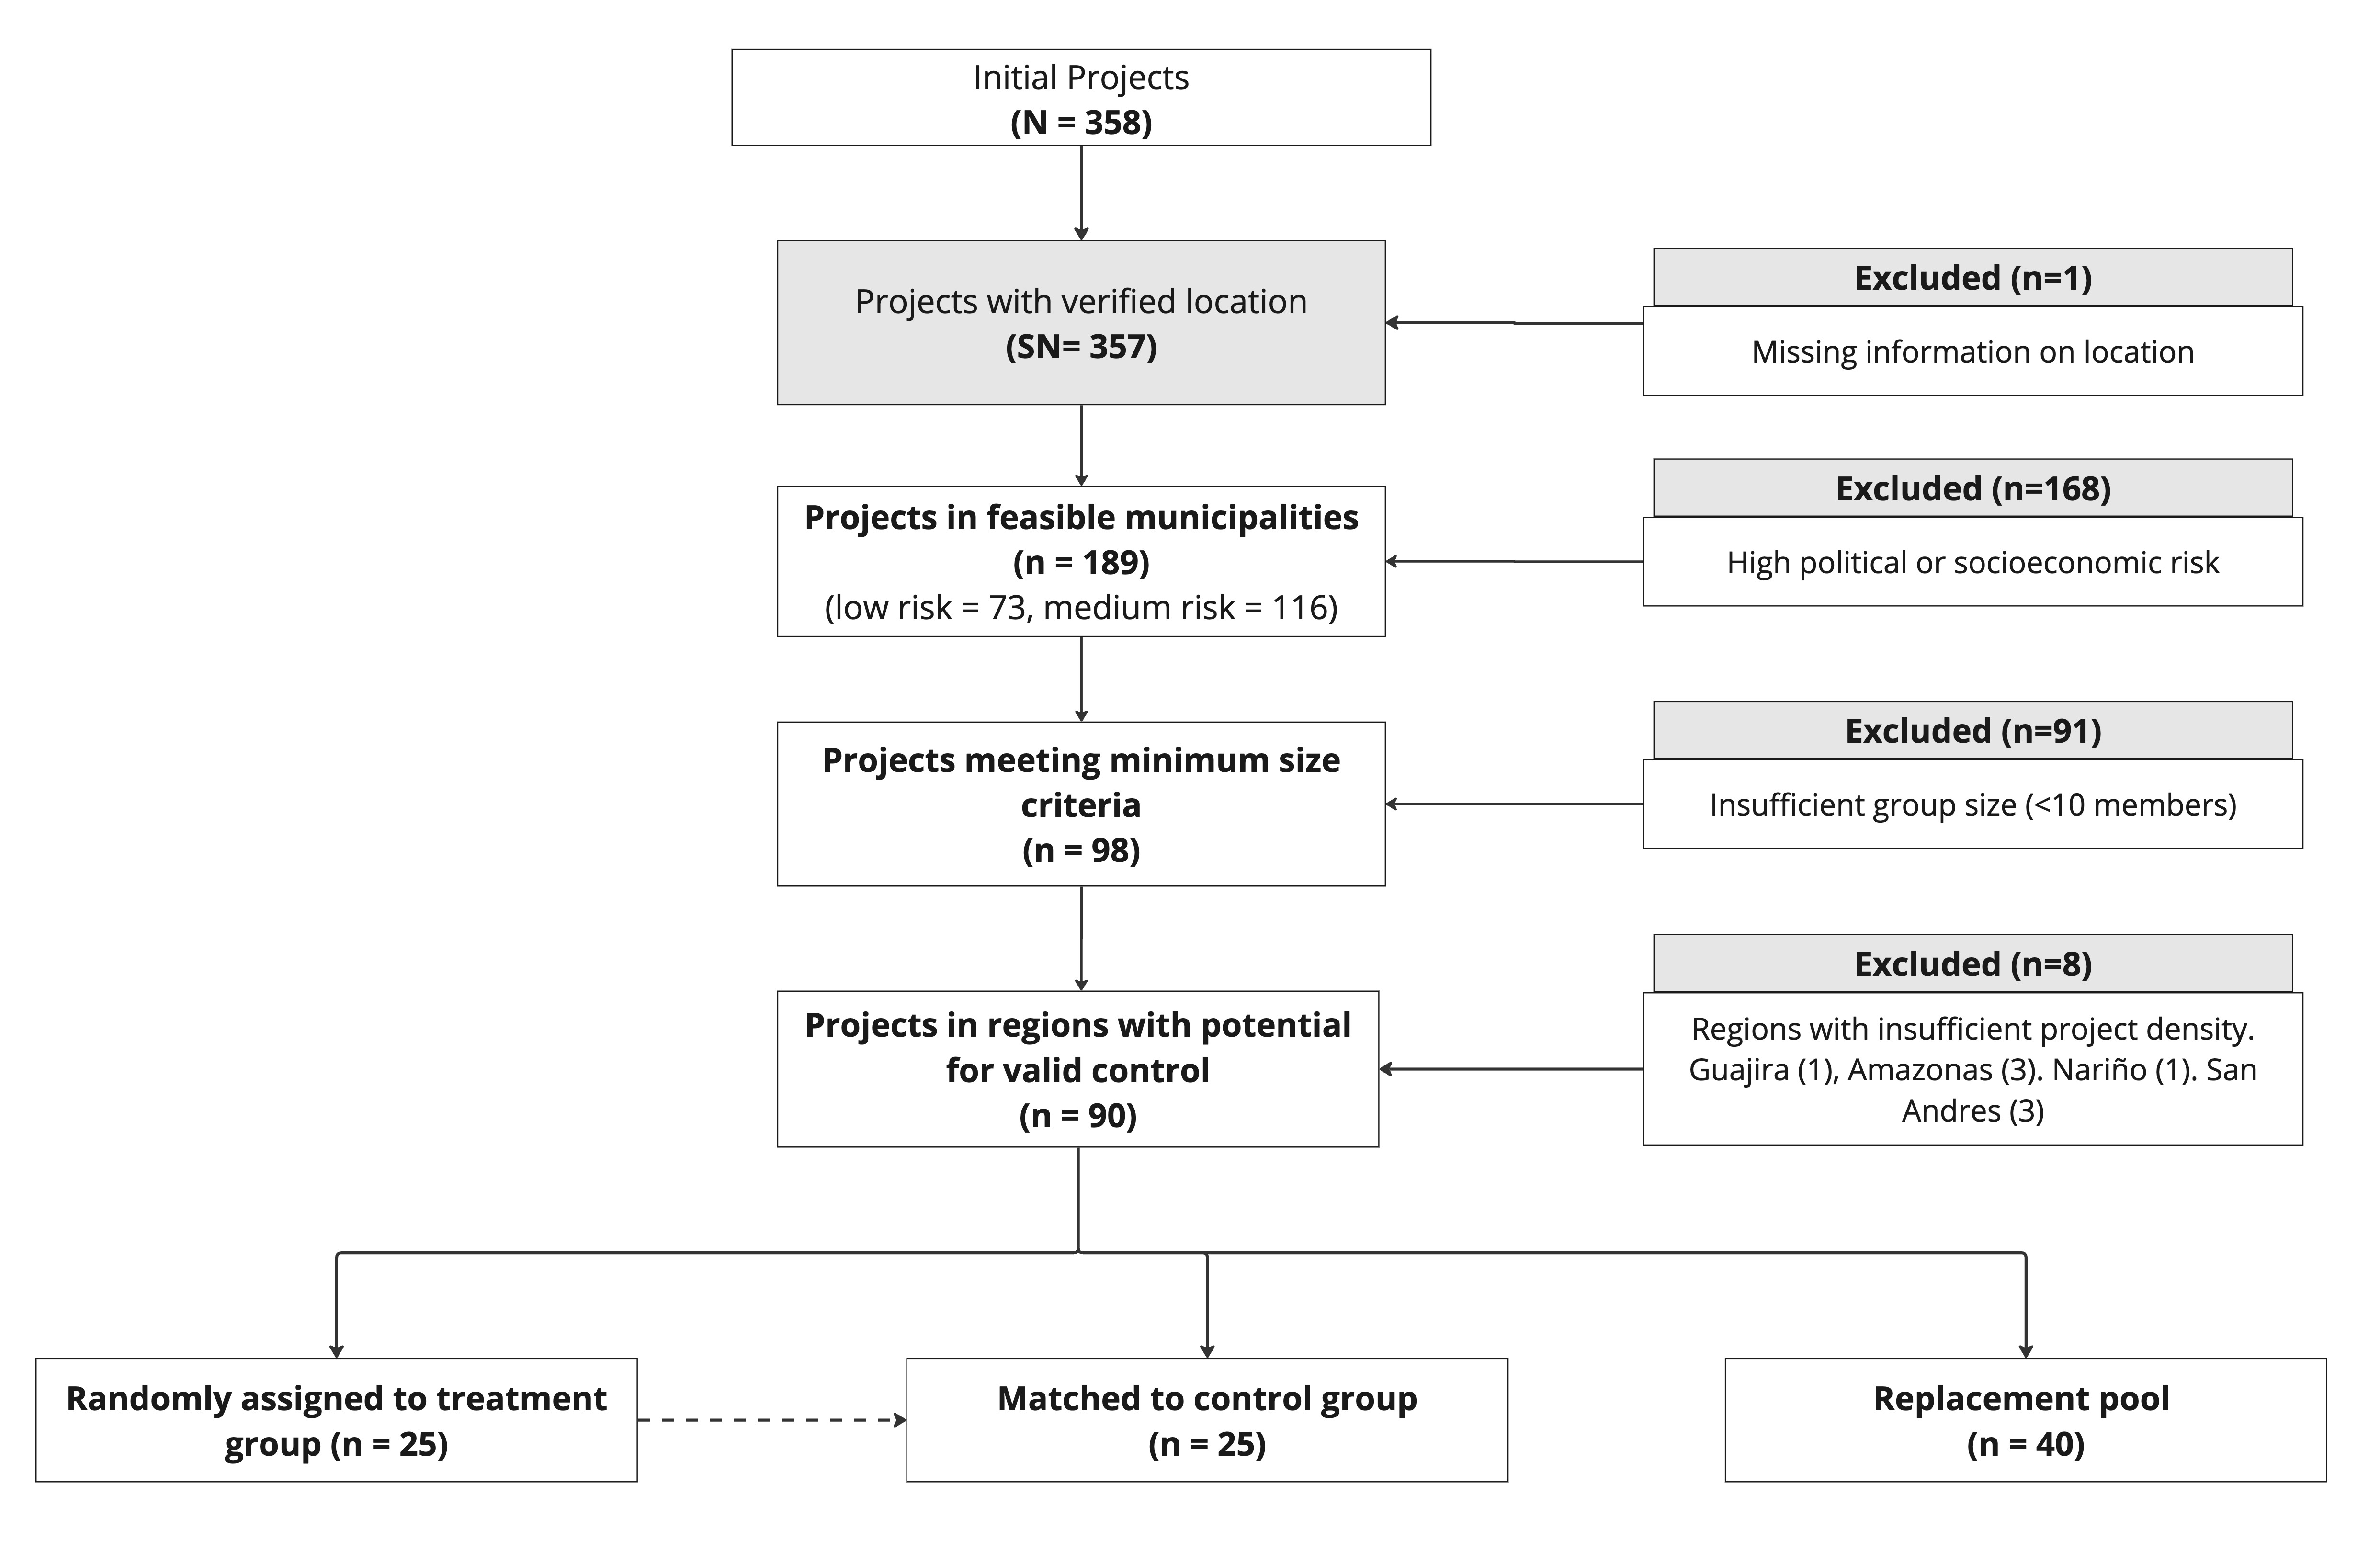 Initial Projects
(N = 358)
Projects with verified location
(SN= 357)
Excluded (n=1)
Missing information on location
Projects in feasible municipalities
(n = 189)
(low risk = 73, medium risk = 116)
Excluded (n=168)
High political or socioeconomic risk
Projects meeting minimum size
criteria
(n = 98)
Excluded (n=91)
Insufficient group size (<10 members)
Projects in regions with potential
for valid control
(n = 90)
Excluded (n=8)
Regions with insufficient project density.
Guajira (1), Amazonas (3). Nariño (1). San
Andres (3)
Randomly assigned to treatment
group (n = 25)
Matched to control group
(n = 25)
Replacement pool
(n = 40)